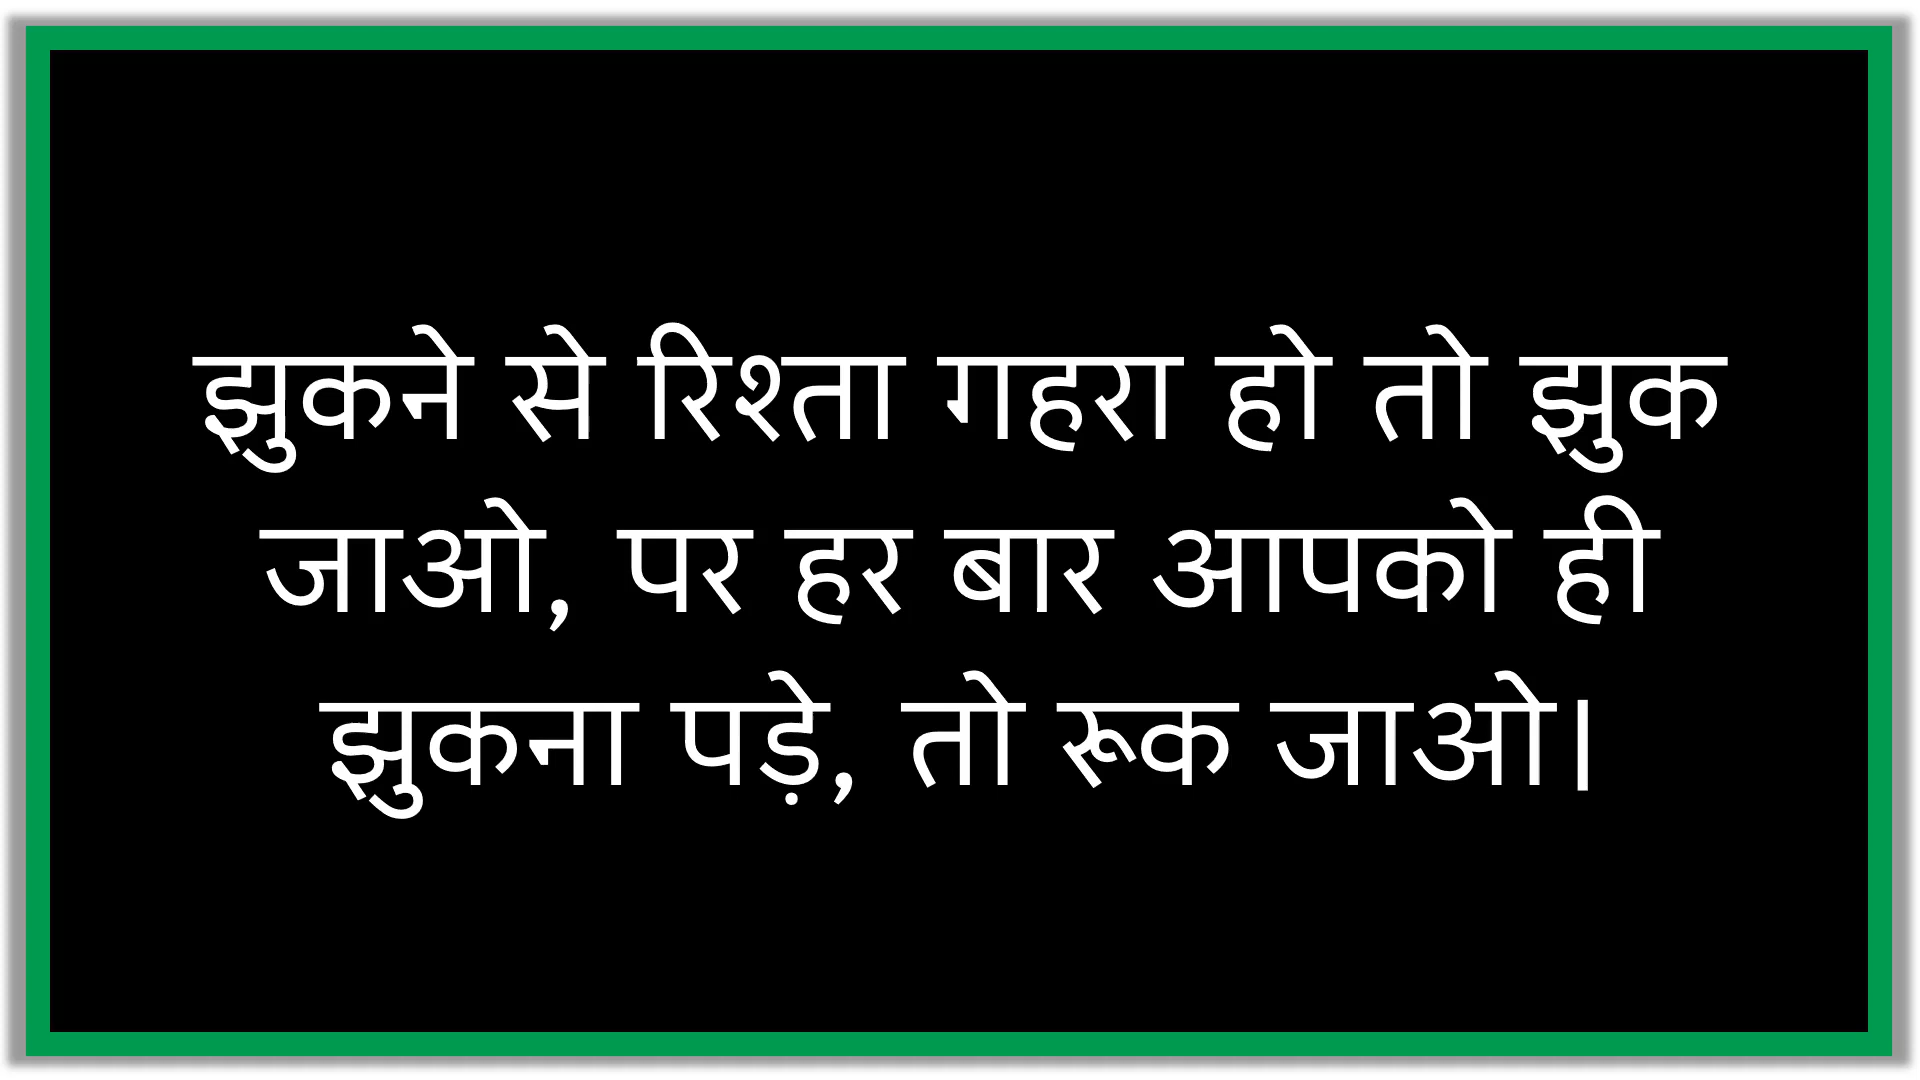 झुकने से रिश्ता गहरा हो तो झुक
जाओ, पर हर बार आपको ही
झुकना पड़े, तो रूक जाओ।